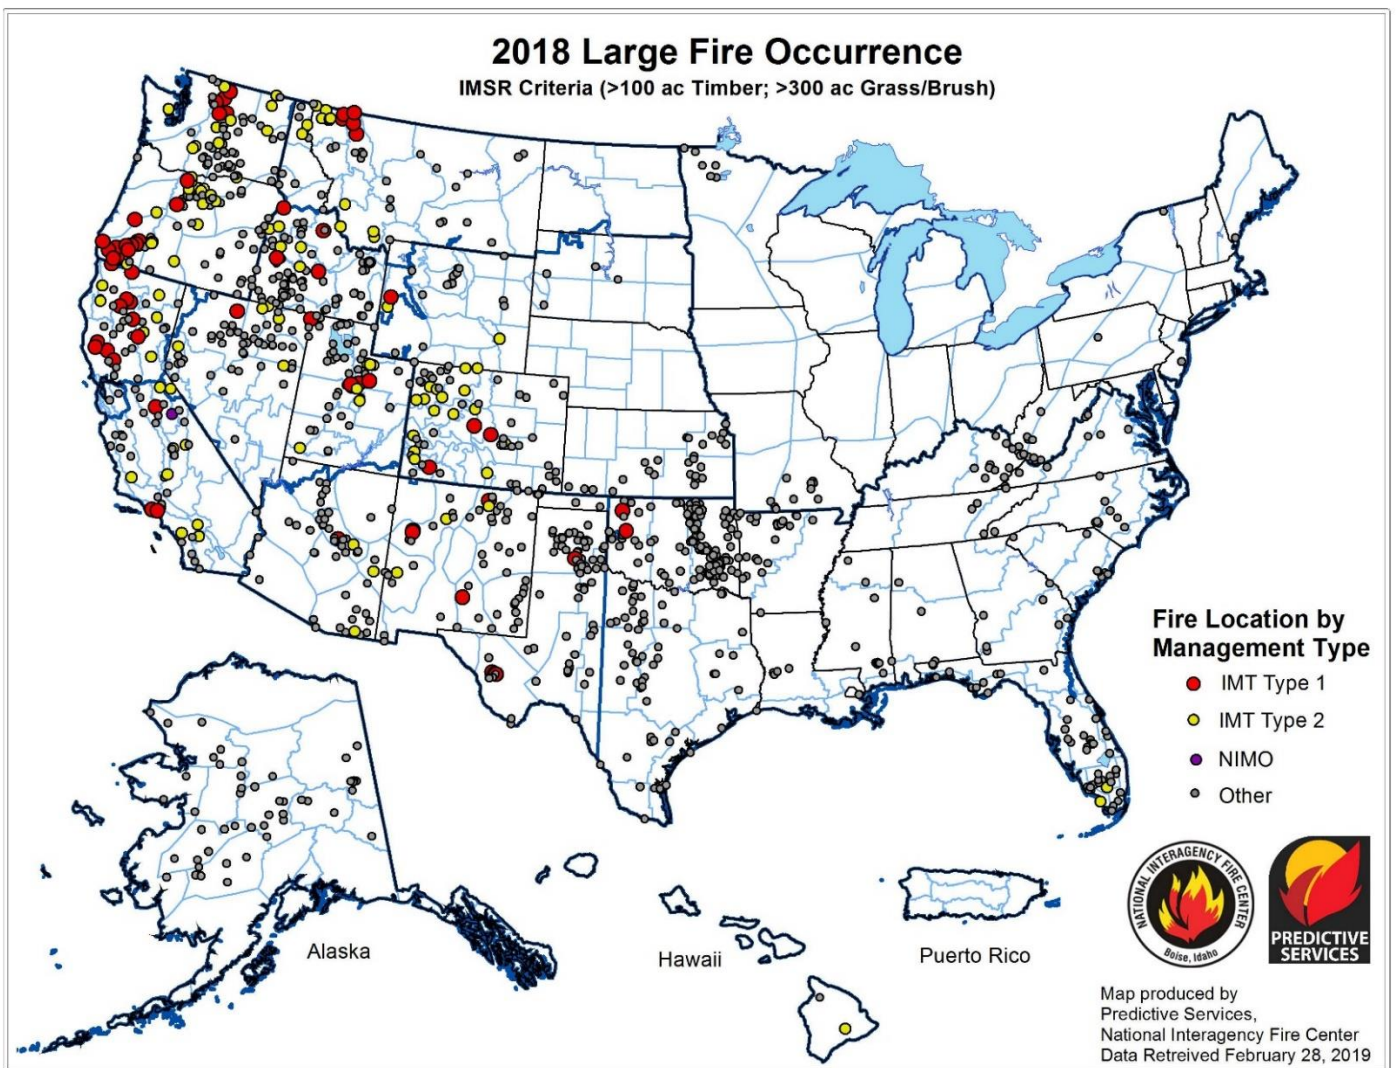 2018 Large Fire Occurrence
IMSR Criteria (>100 ac Timber; >300 ac Grass/Brush)
Fire Location by
Management Type
IMT Type 1
IMT Type 2
NIMO
Other
Alaska
Hawaii
Puerto Rico
NATIONAL INTERAGENCY FIRE CENTER
Boise, Idaho
PREDICTIVE
SERVICES
Map produced by
Predictive Services,
National Interagency Fire Center
Data Retreived February 28, 2019